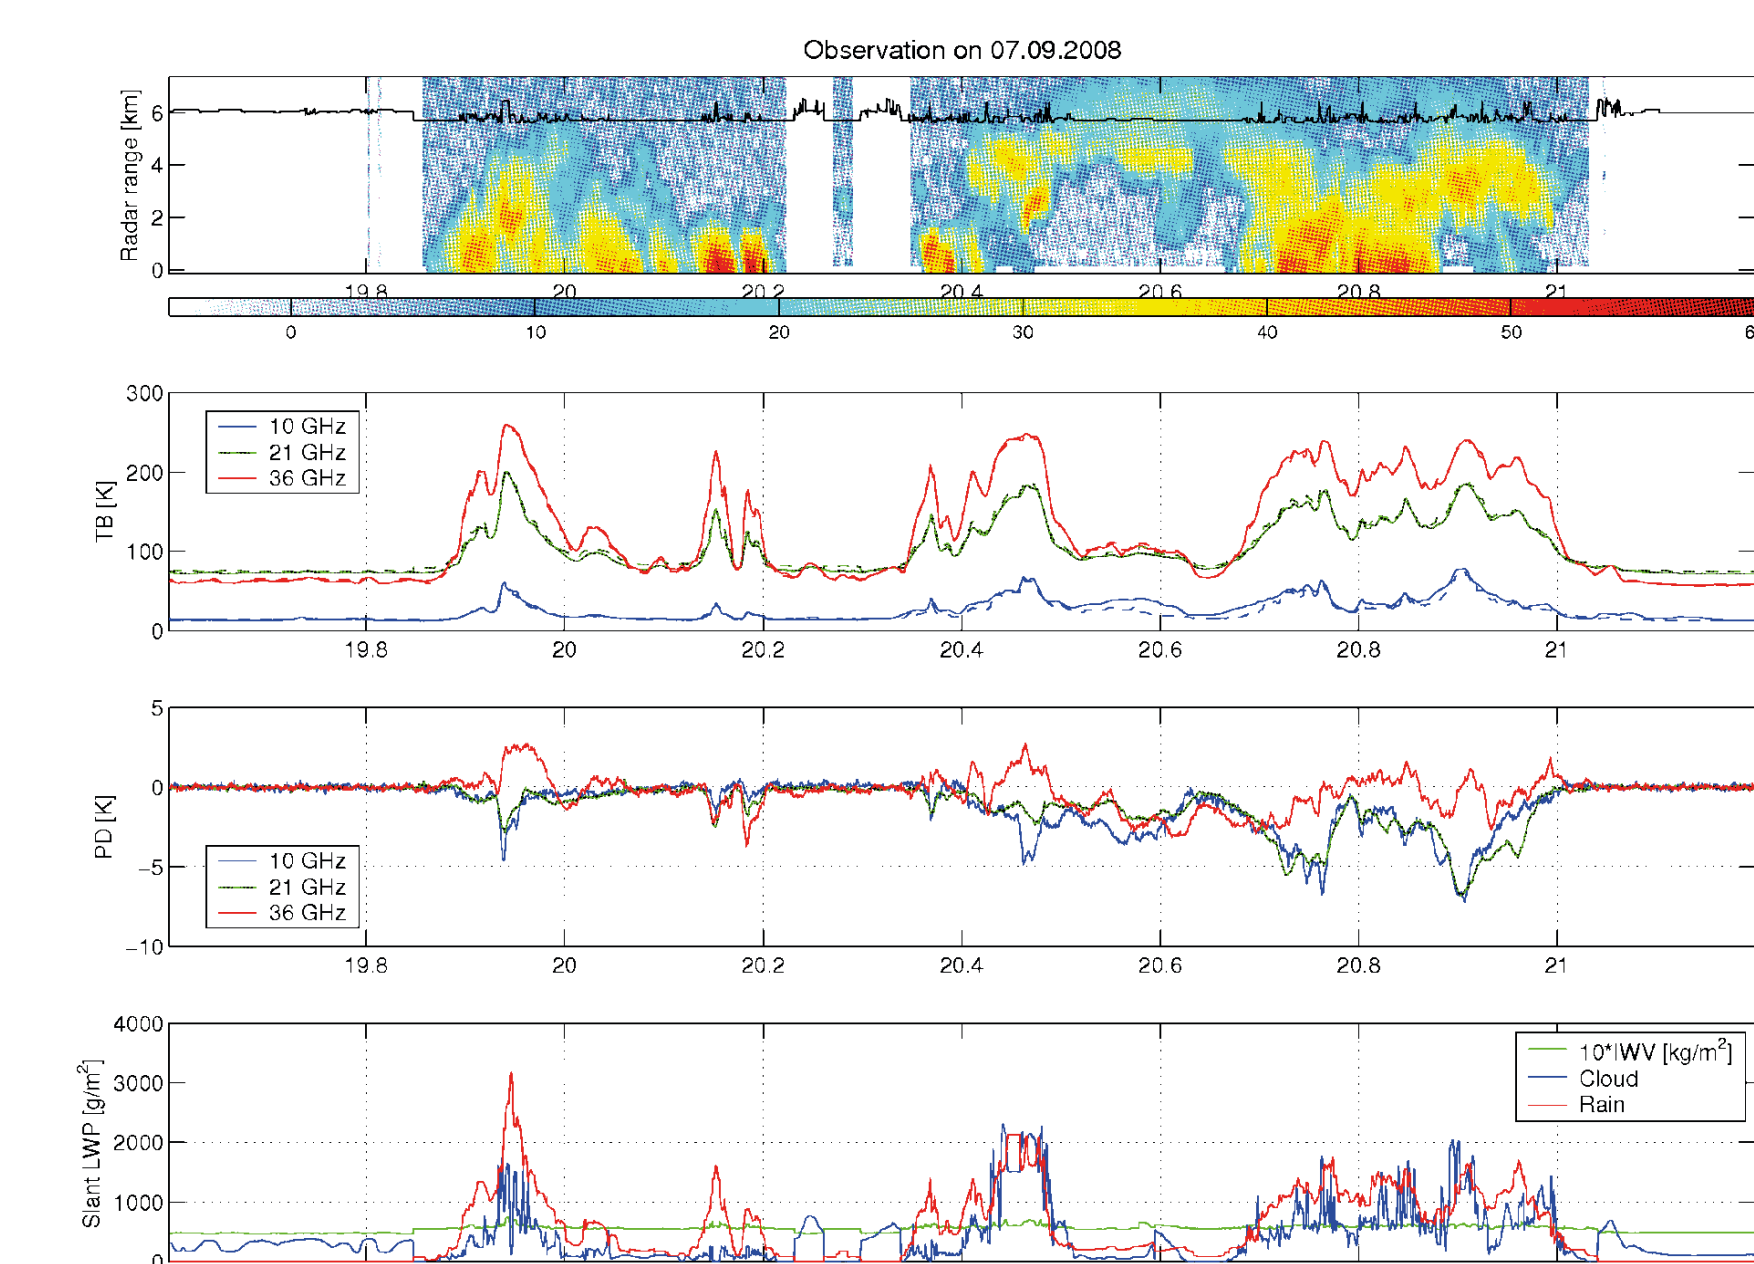 Observation on 07.09.2008
Radar range [km]
6
4
2
0
19.8 20 20.2 20.4 20.6 20.8 21
0 10 20 30 40 50 6
TB [K]
300
200
100
0
10 GHz
21 GHz
36 GHz
19.8 20 20.2 20.4 20.6 20.8 21
PD [K]
5
0
−5
−10
10 GHz
21 GHz
36 GHz
19.8 20 20.2 20.4 20.6 20.8 21
Slant LWP [g/m²]
4000
3000
2000
1000
0
10*IWV [kg/m²]
Cloud
Rain